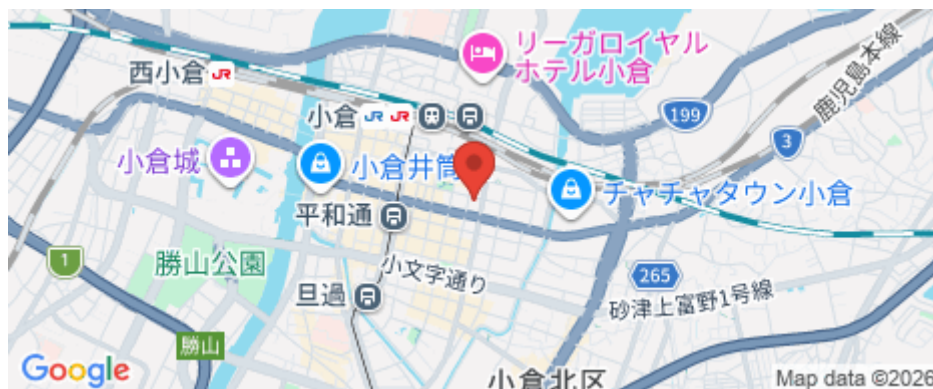 リーガロイヤル
ホテル小倉
西小倉 JR
小倉 JR JR
199
鹿児島本線
3
小倉城
小倉井筒
チャチャタウン小倉
平和通
1
勝山公園
小文字通り
265
旦過
砂津上富野1号線
勝山
Google
小倉北区
Map data ©2026